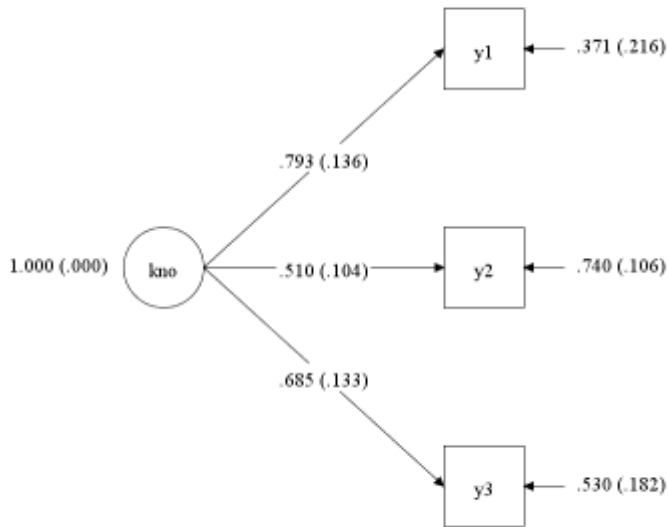 y1
.371 (.216)
.793 (.136)
1.000 (.000)
kno
.510 (.104)
y2
.740 (.106)
.685 (.133)
y3
.530 (.182)